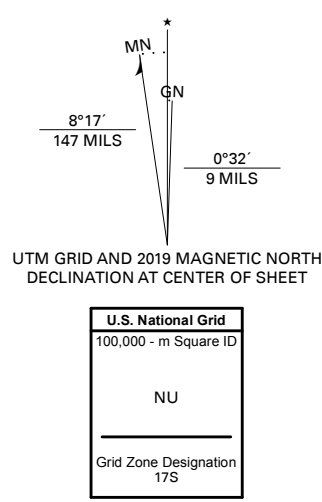 ★
MN
GN
8°17´
147 MILS
0°32´
9 MILS
UTM GRID AND 2019 MAGNETIC NORTH
DECLINATION AT CENTER OF SHEET
U.S. National Grid
100,000 - m Square ID
NU
Grid Zone Designation
17S